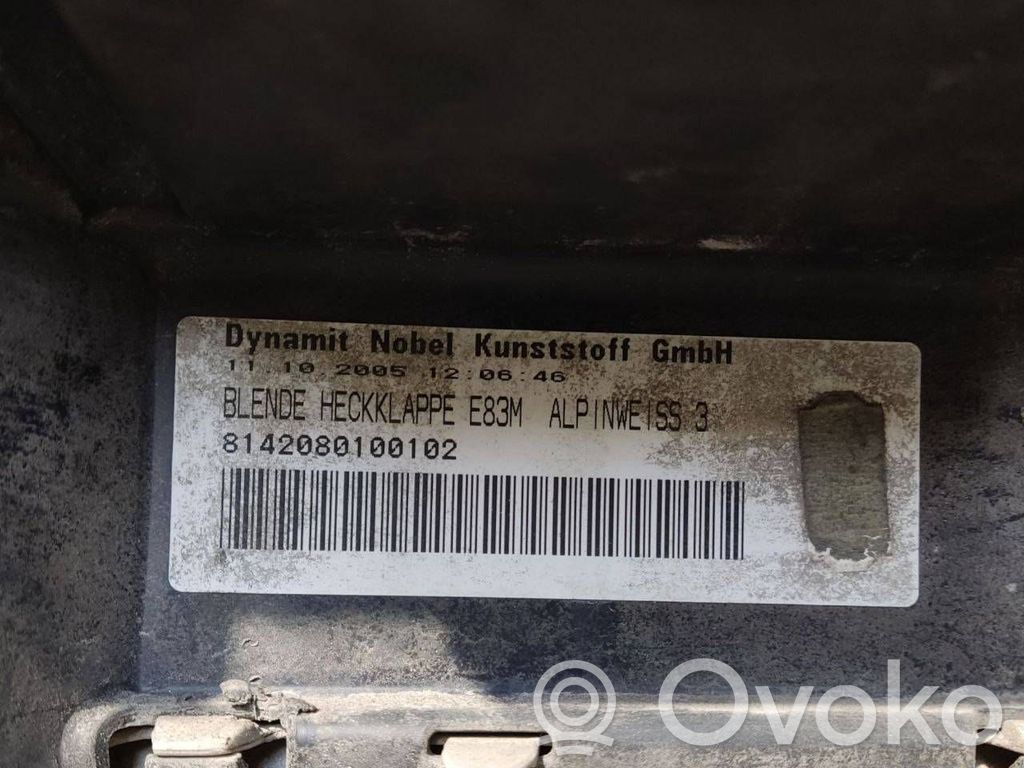 Dynamit Nobel Kunststoff GmbH
11.10.2005 12:06:46
BLENDE HECKKLAPPE E83M ALPINWEISS 3
8142080100102
Ovoko